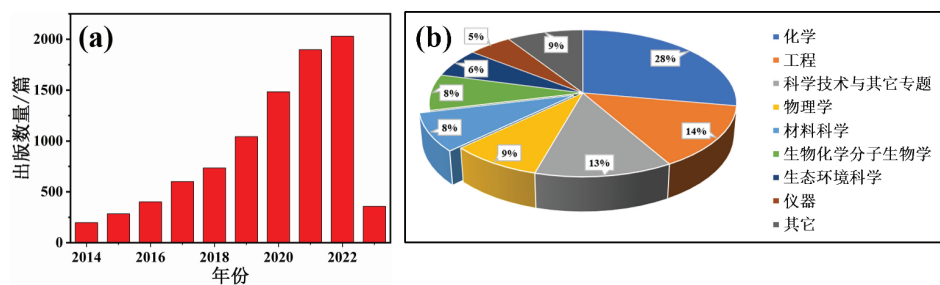 (a)
出版数量/篇
2000
1500
1000
500
0
2014
2016
2018
2020
2022
年份
(b)
28%
14%
13%
9%
8%
8%
6%
5%
9%
化学
工程
科学技术与其它专题
物理学
材料科学
生物化学分子生物学
生态环境科学
仪器
其它